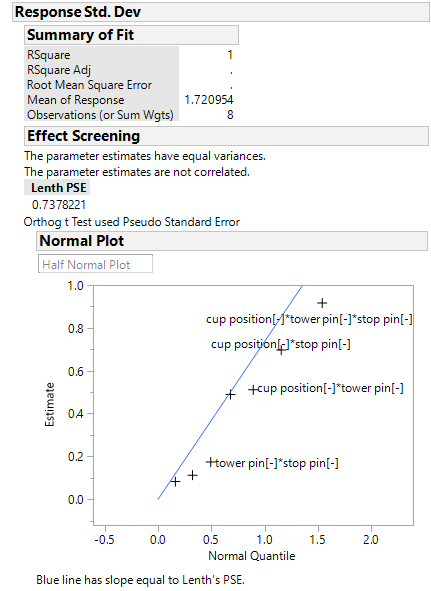 Response Std. Dev
Summary of Fit
RSquare 1
RSquare Adj .
Root Mean Square Error .
Mean of Response 1.720954
Observations (or Sum Wgts) 8
Effect Screening
The parameter estimates have equal variances.
The parameter estimates are not correlated.
Lenth PSE
0.7378221
Orthog t Test used Pseudo Standard Error
Normal Plot
Half Normal Plot
1.0
0.8
0.6
0.4
0.2
0.0
Estimate
cup position[-]*tower pin[-]*stop pin[-]
cup position[-]*stop pin[-]
cup position[-]*tower pin[-]
tower pin[-]*stop pin[-]
-0.5 0.0 0.5 1.0 1.5 2.0
Normal Quantile
Blue line has slope equal to Lenth's PSE.